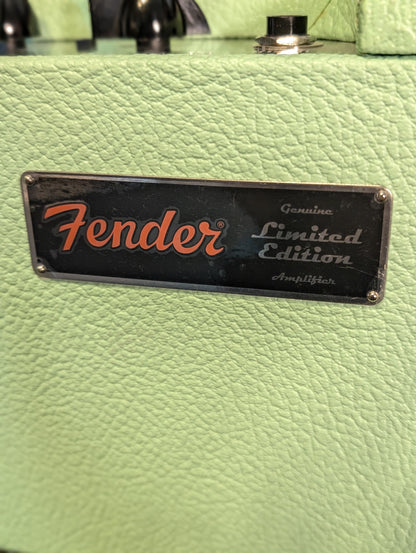 Fender®
Genuine
Limited
Edition
Amplifier